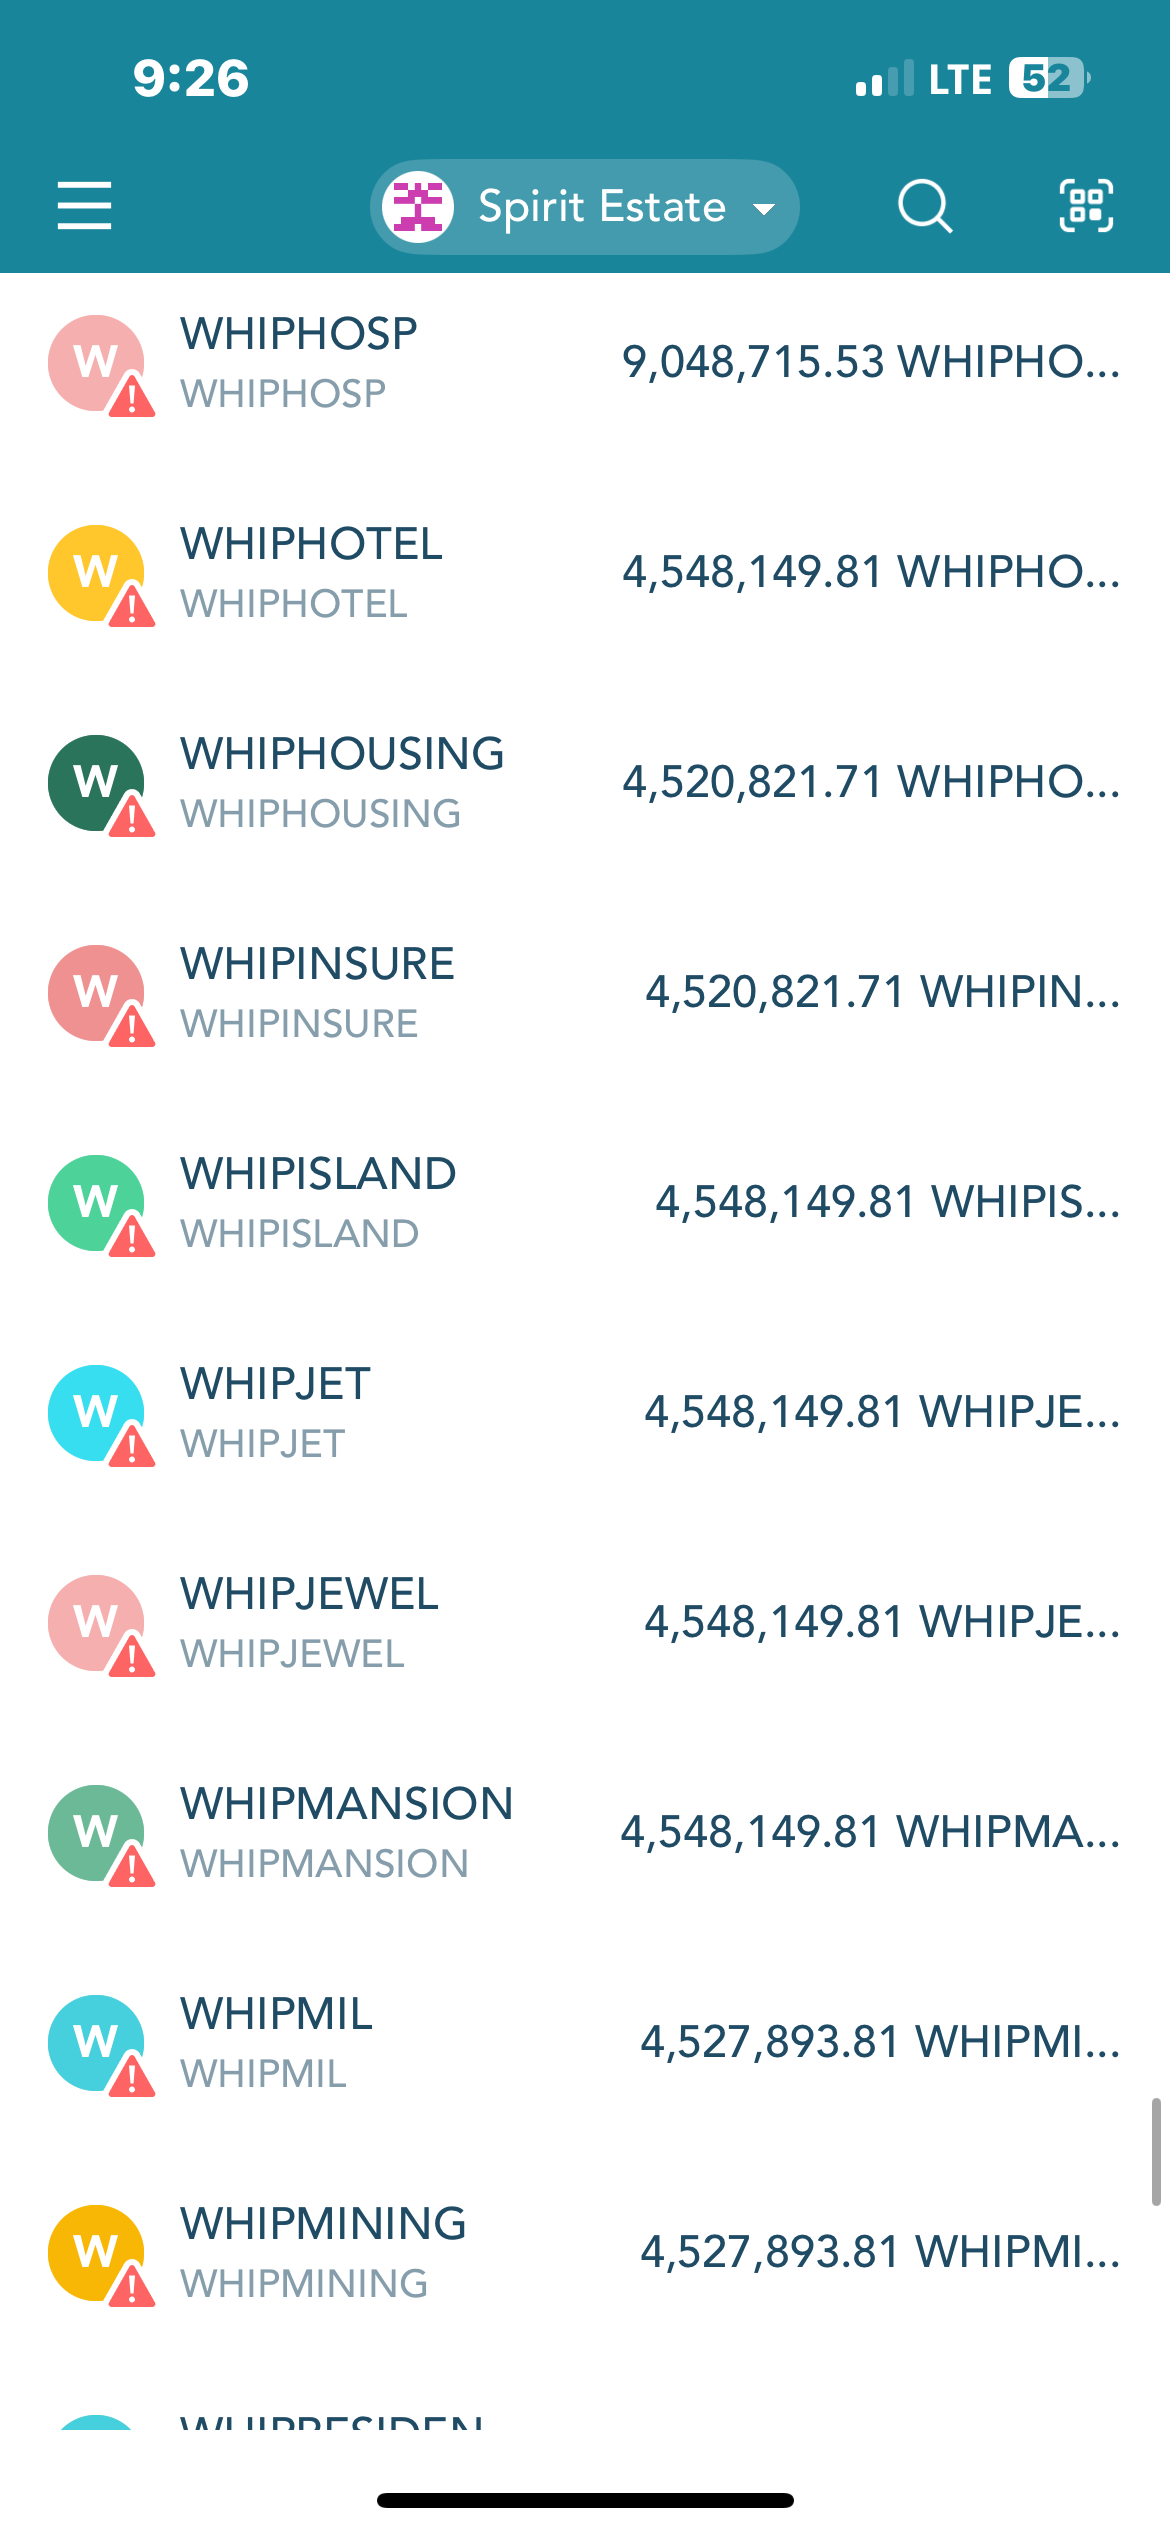 9:26
LTE 52
Spirit Estate
W WHIPHOSP
WHIPHOSP
9,048,715.53 WHIPHO...
W WHIPHOTEL
WHIPHOTEL
4,548,149.81 WHIPHO...
W WHIPHOUSING
WHIPHOUSING
4,520,821.71 WHIPHO...
W WHIPINSURE
WHIPINSURE
4,520,821.71 WHIPIN...
W WHIPISLAND
WHIPISLAND
4,548,149.81 WHIPIS...
W WHIPJET
WHIPJET
4,548,149.81 WHIPJE...
W WHIPJEWEL
WHIPJEWEL
4,548,149.81 WHIPJE...
W WHIPMANSION
WHIPMANSION
4,548,149.81 WHIPMA...
W WHIPMIL
WHIPMIL
4,527,893.81 WHIPMI...
W WHIPMINING
WHIPMINING
4,527,893.81 WHIPMI...